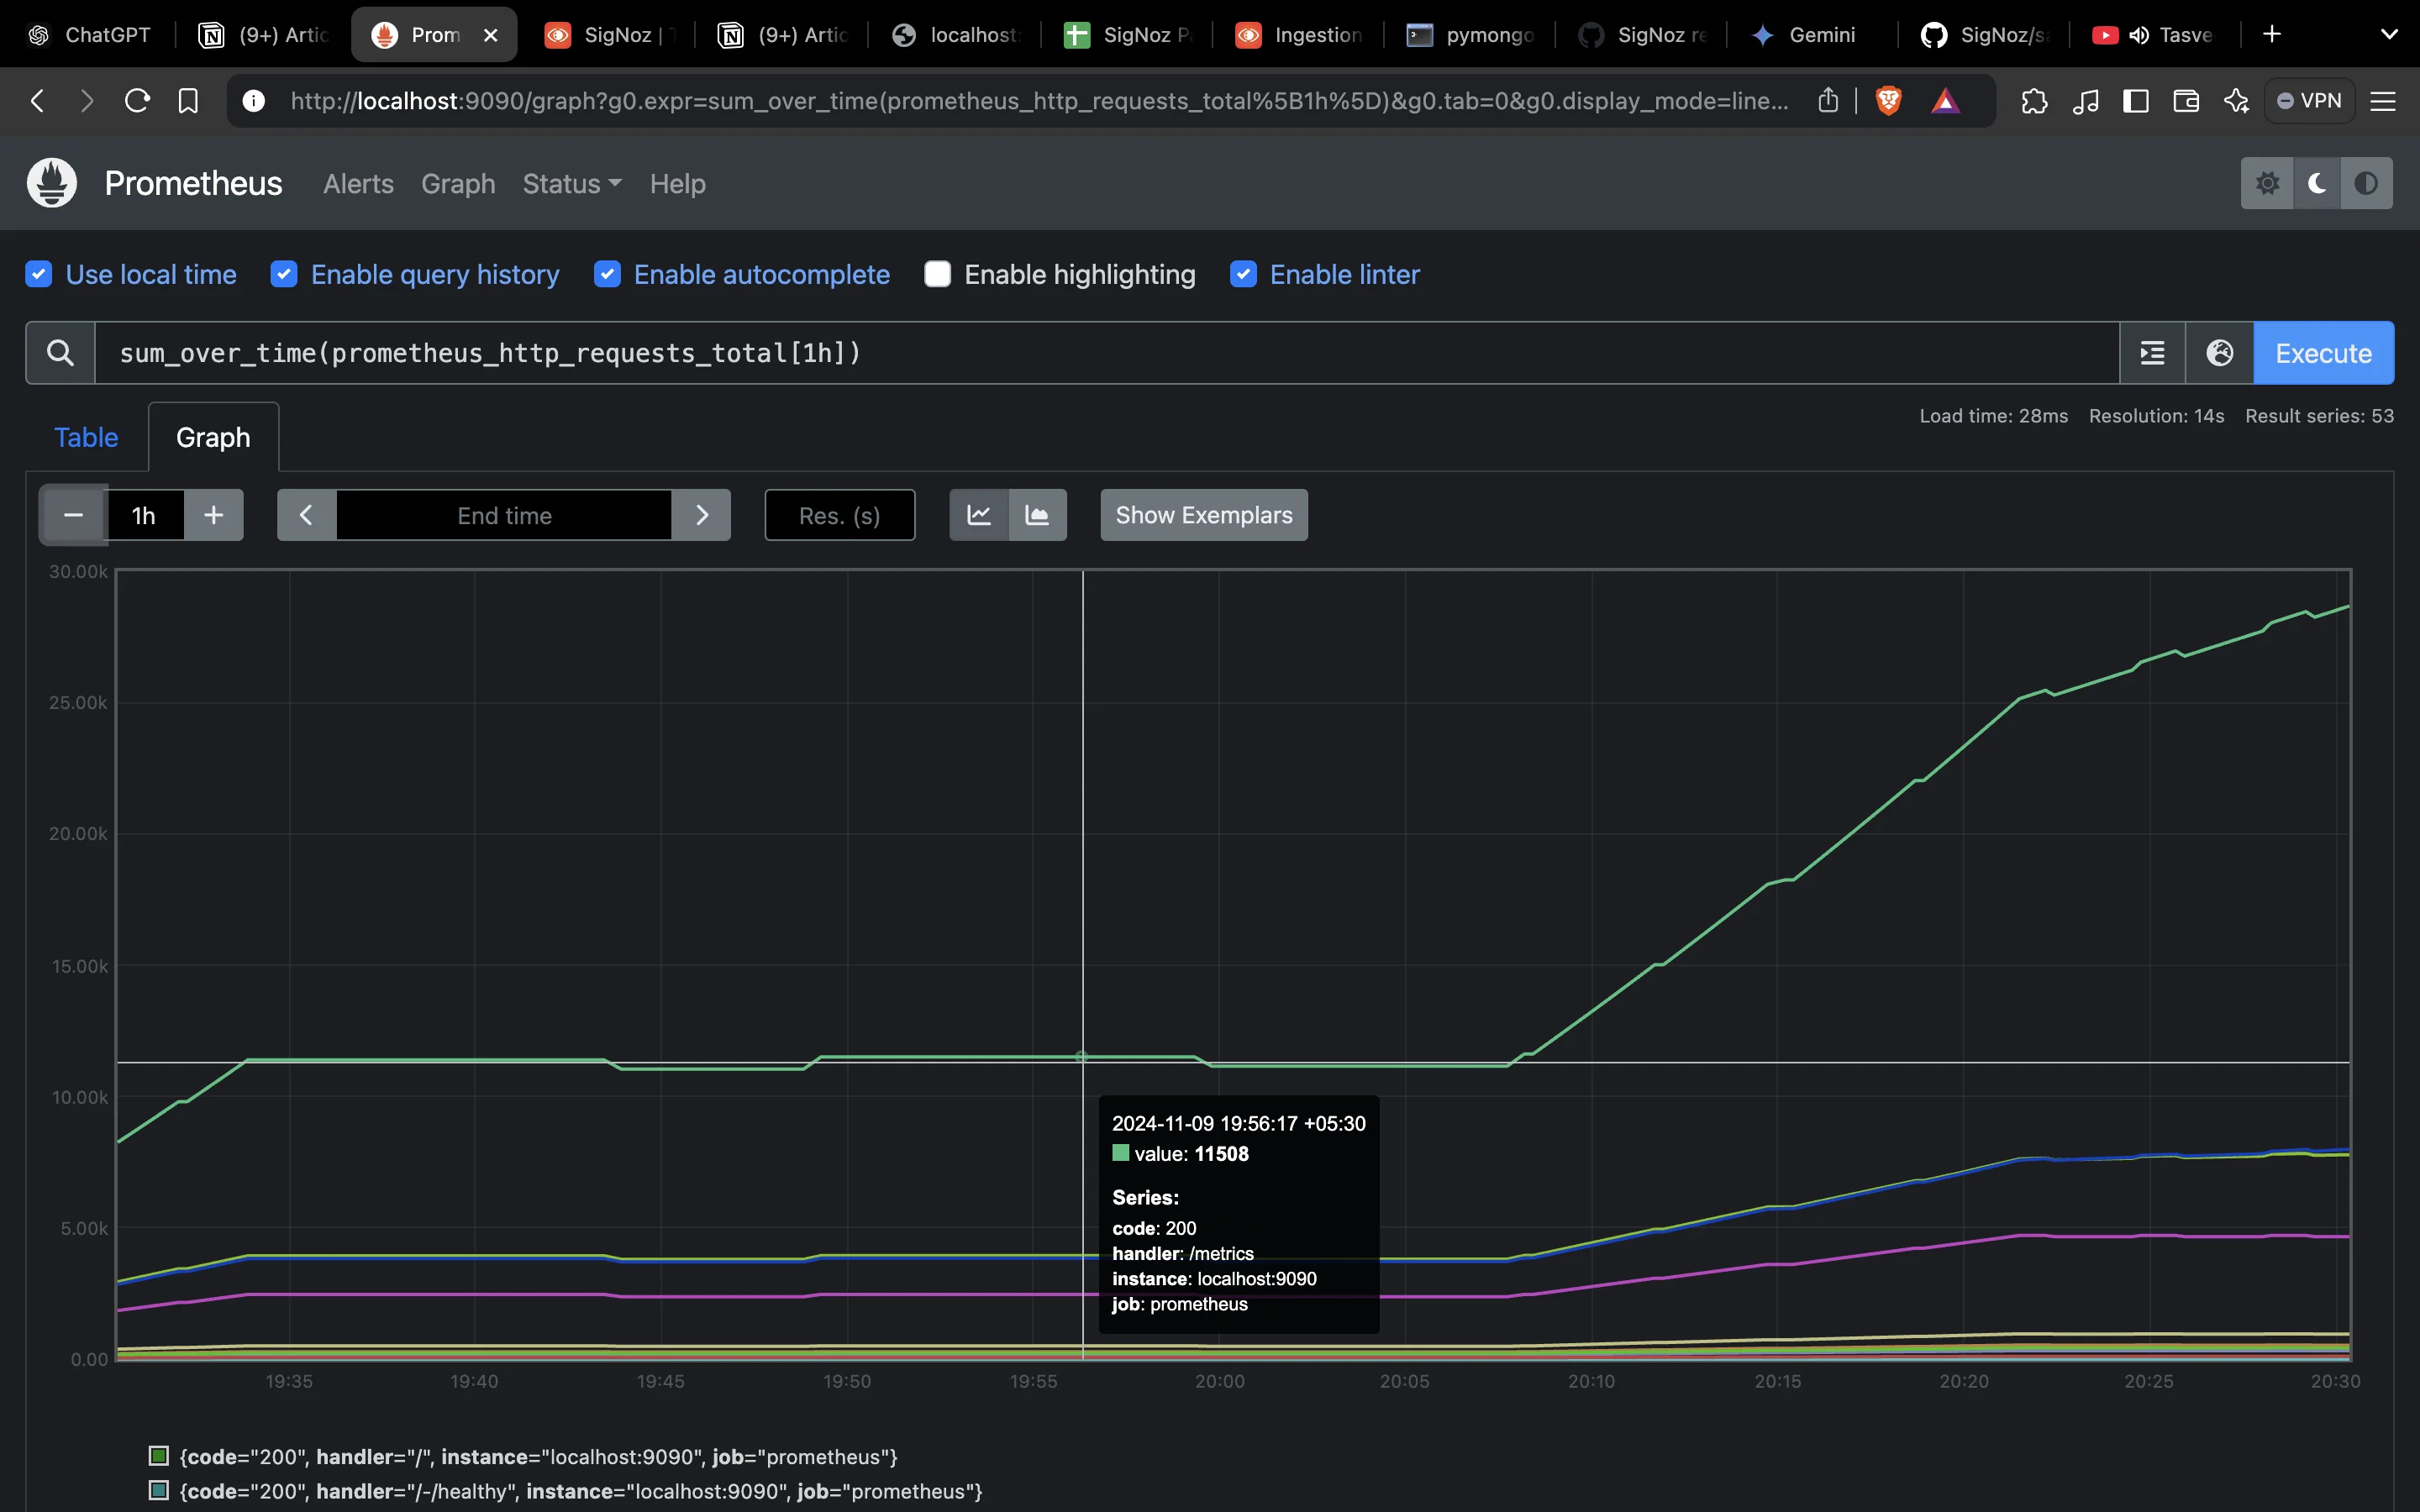 ChatGPT (9+) Artic Prom SigNoz | T (9+) Artic localhost: SigNoz Pa Ingestion pymongo SigNoz re Gemini SigNoz/sa Tasve
http://localhost:9090/graph?g0.expr=sum_over_time(prometheus_http_requests_total%5B1h%5D)&g0.tab=0&g0.display_mode=line... VPN
Prometheus Alerts Graph Status Help
Use local time Enable query history Enable autocomplete Enable highlighting Enable linter
sum_over_time(prometheus_http_requests_total[1h]) Execute
Load time: 28ms Resolution: 14s Result series: 53
Table Graph
− 1h + End time Res. (s) Show Exemplars
30.00k
25.00k
20.00k
15.00k
10.00k
5.00k
0.00
2024-11-09 19:56:17 +05:30
value: 11508
Series:
code: 200
handler: /metrics
instance: localhost:9090
job: prometheus
19:35 19:40 19:45 19:50 19:55 20:00 20:05 20:10 20:15 20:20 20:25 20:30
{code="200", handler="/", instance="localhost:9090", job="prometheus"}
{code="200", handler="/-/healthy", instance="localhost:9090", job="prometheus"}